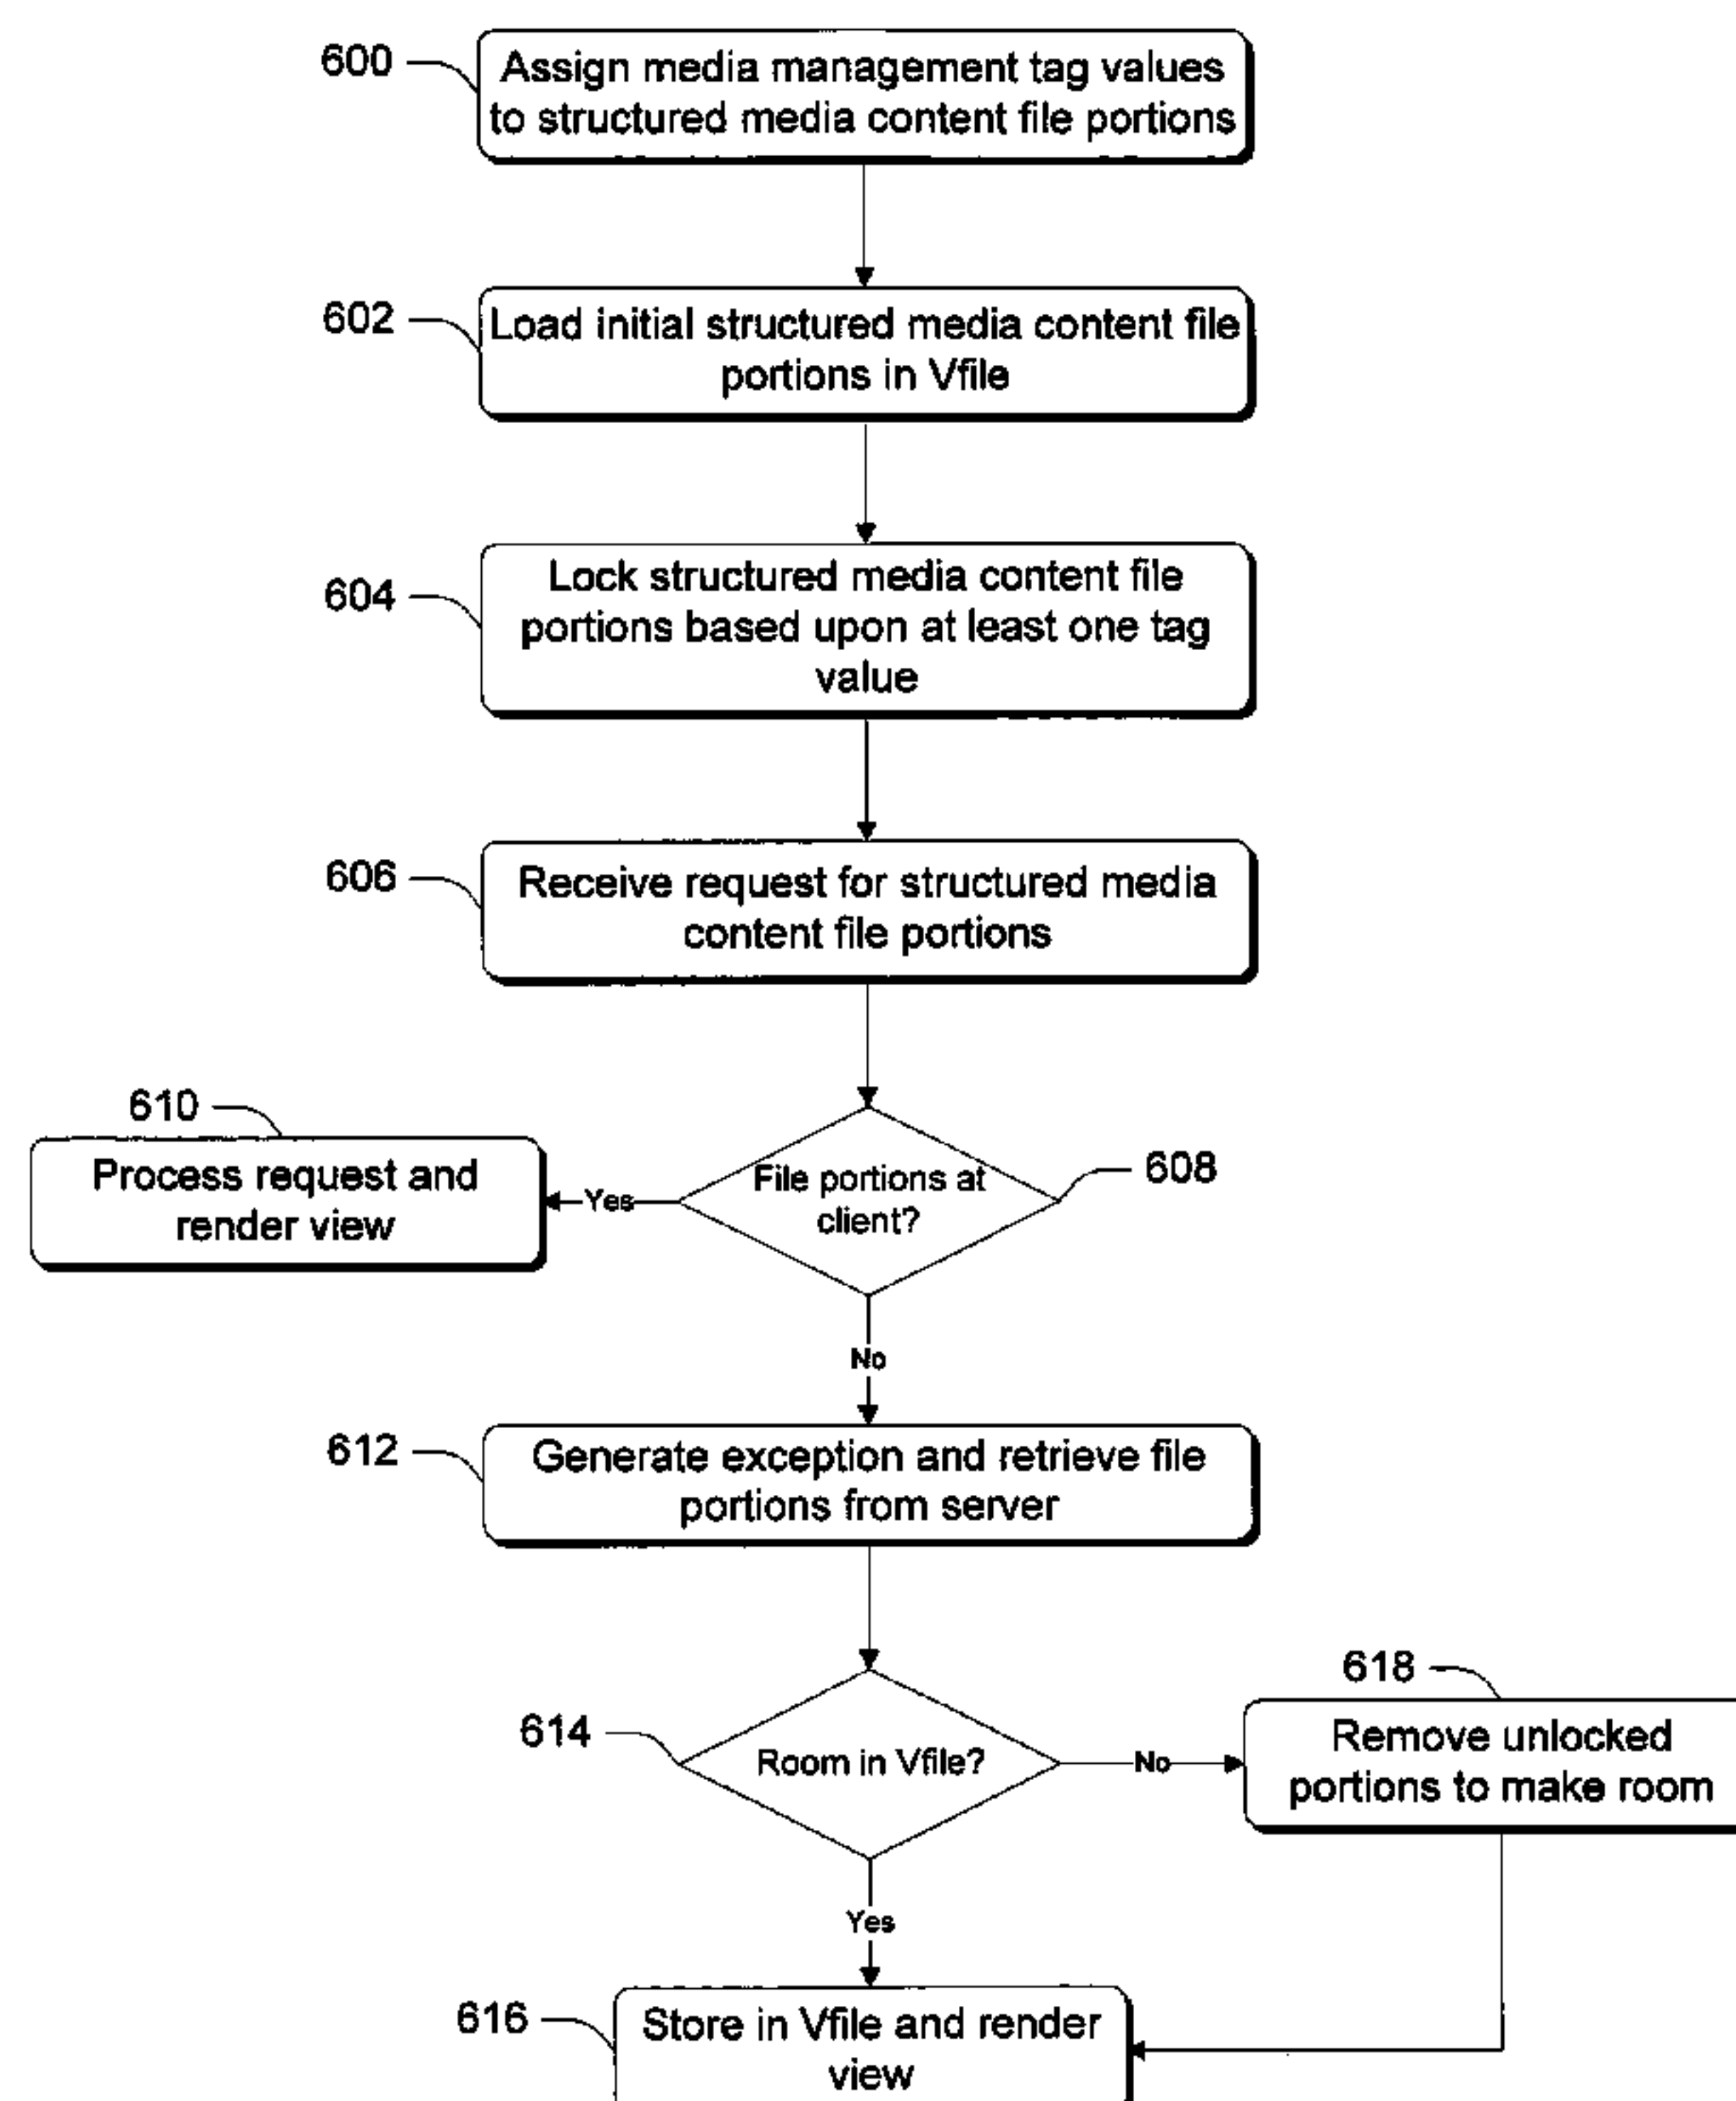 600
Assign media management tag values
to structured media content file portions
602
Load initial structured media content file
portions in Vfile
604
Lock structured media content file
portions based upon at least one tag
value
606
Receive request for structured media
content file portions
610
Process request and
render view
Yes
File portions at
client?
608
No
612
Generate exception and retrieve file
portions from server
614
Room in Vfile?
No
618
Remove unlocked
portions to make room
Yes
616
Store in Vfile and render
view